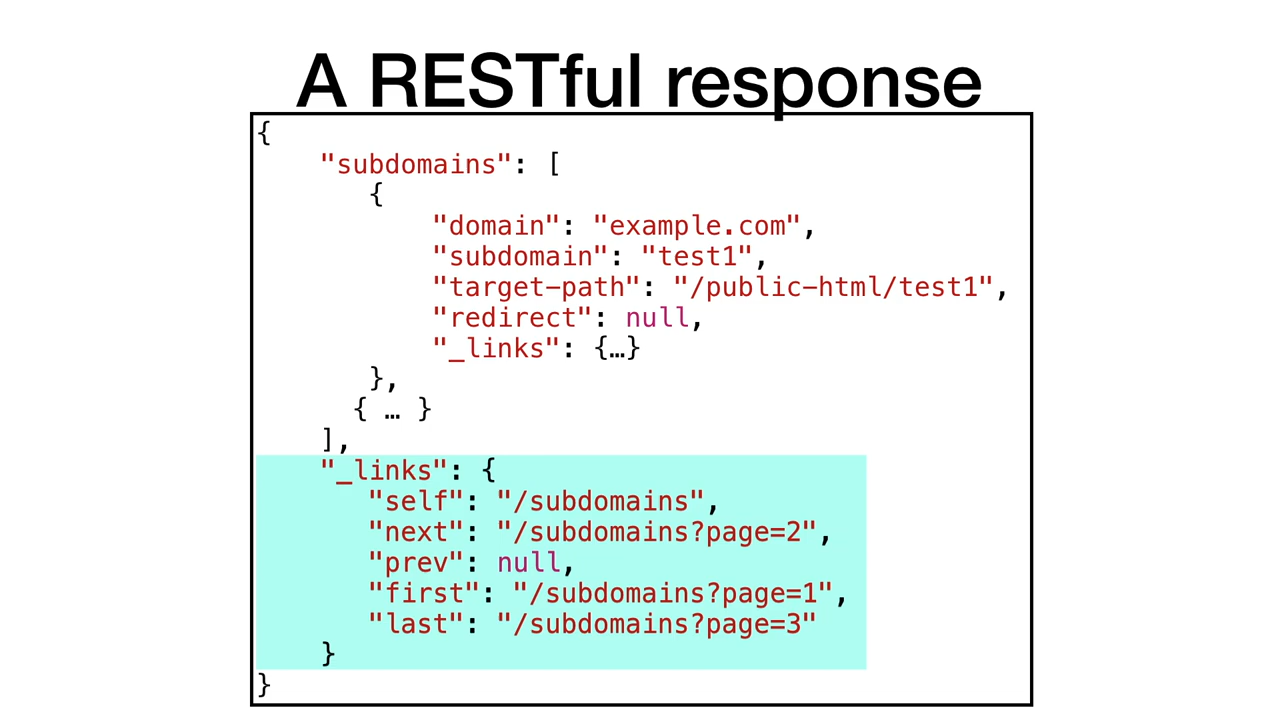 A RESTful response
{
"subdomains": [
{
"domain": "example.com",
"subdomain": "test1",
"target-path": "/public-html/test1",
"redirect": null,
"_links": {…}
},
{ … }
],
"_links": {
"self": "/subdomains",
"next": "/subdomains?page=2",
"prev": null,
"first": "/subdomains?page=1",
"last": "/subdomains?page=3"
}
}